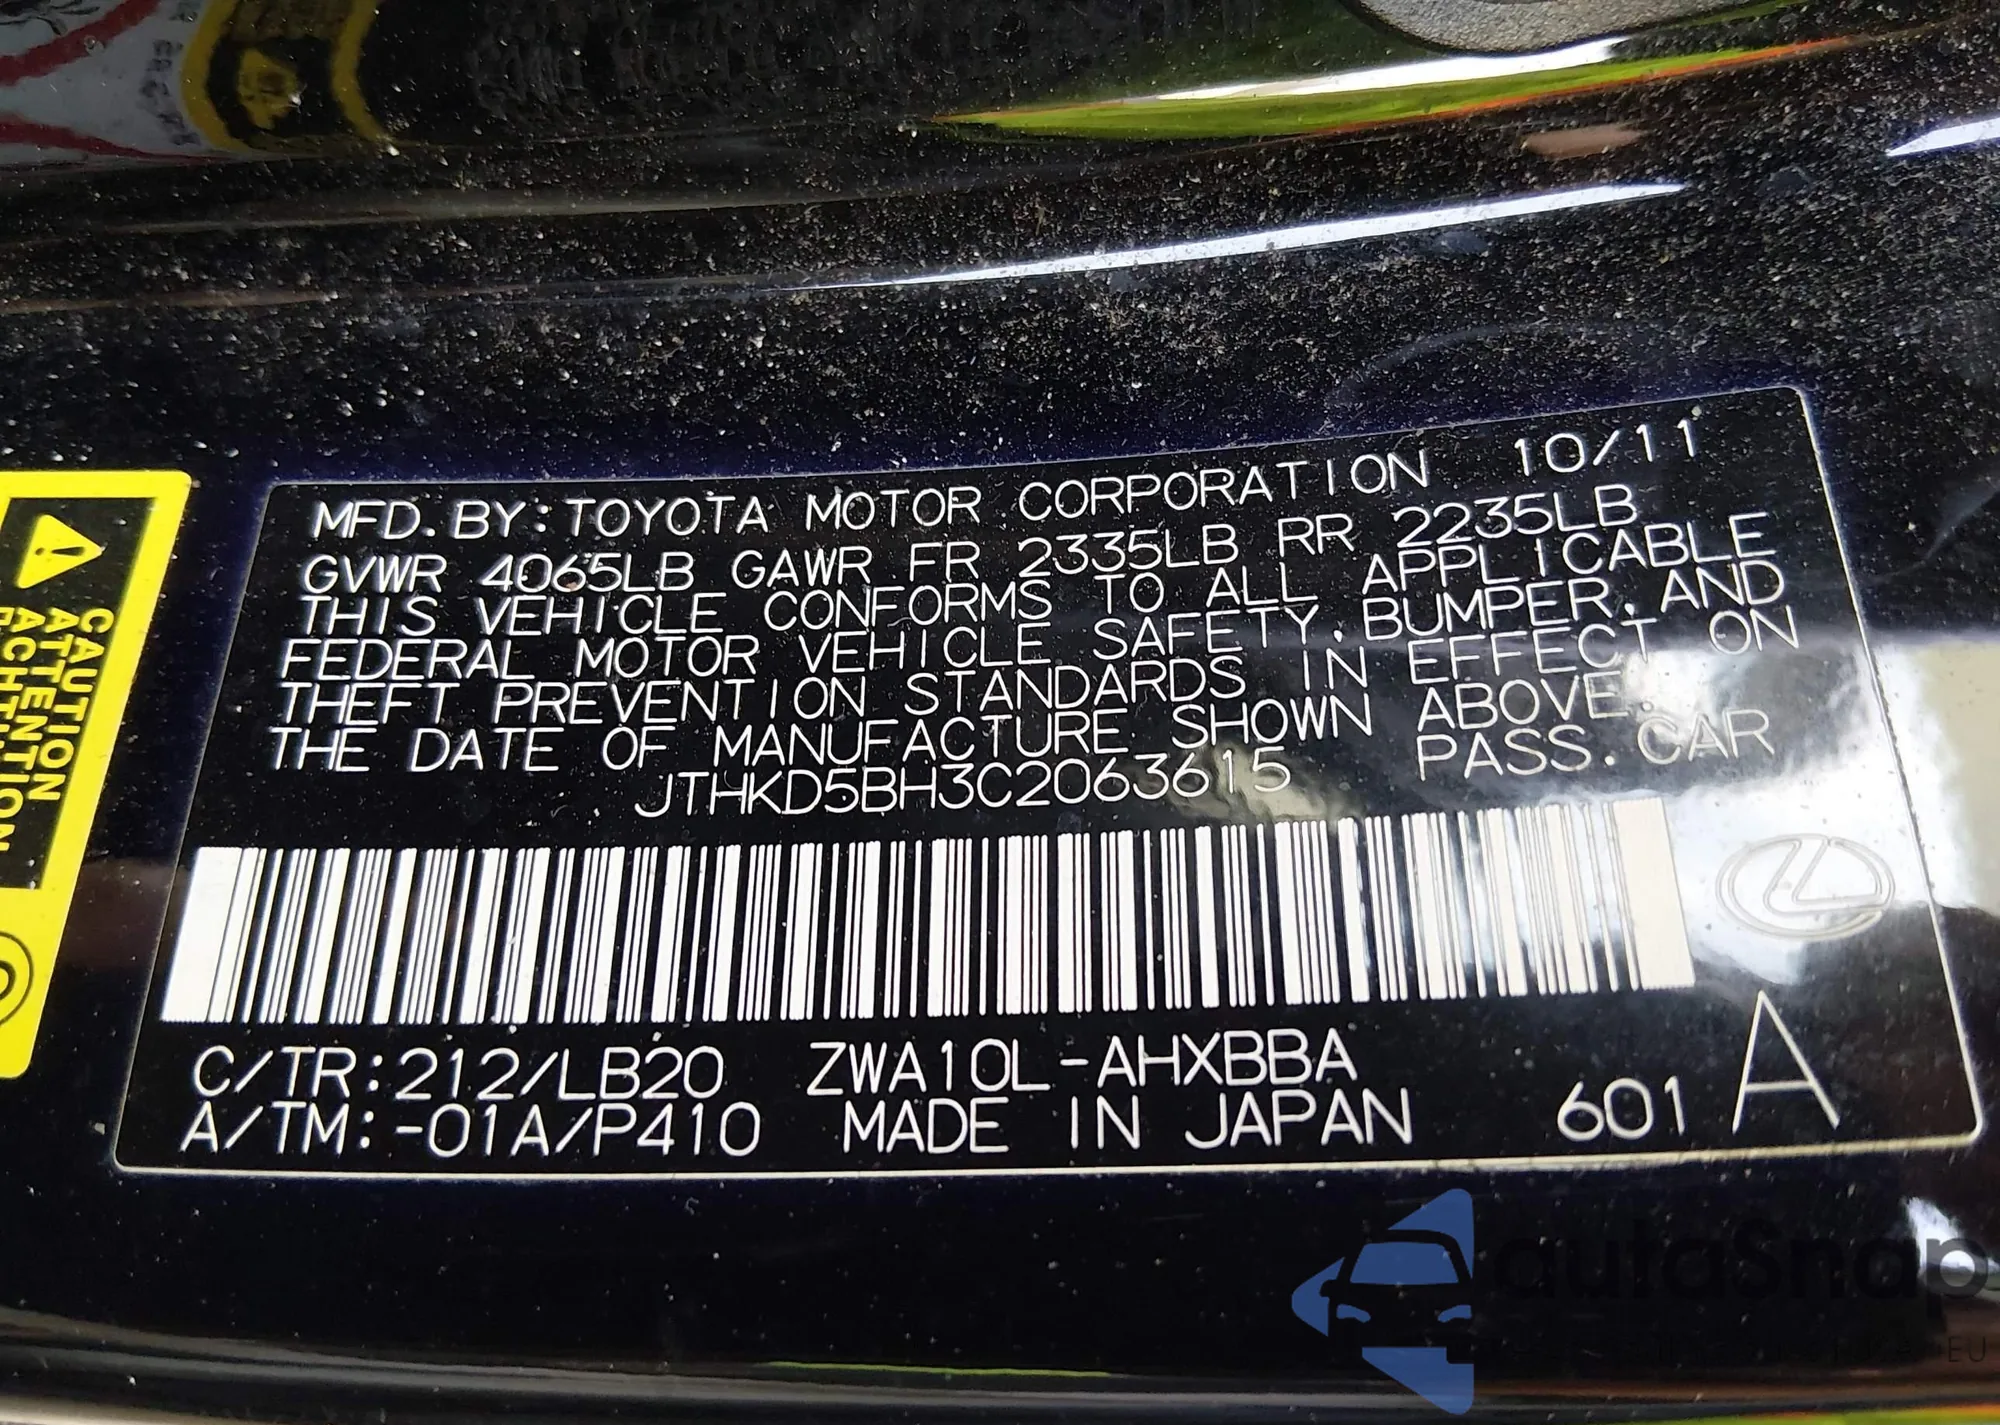 MFD. BY: TOYOTA MOTOR CORPORATION 10/11
GVWR 4065LB GAWR FR 2335LB RR 2235LB
THIS VEHICLE CONFORMS TO ALL APPLICABLE
FEDERAL MOTOR VEHICLE SAFETY, BUMPER, AND
THEFT PREVENTION STANDARDS IN EFFECT ON
THE DATE OF MANUFACTURE SHOWN ABOVE.
JTHKD5BH3C2063615 PASS. CAR
C/TR:212/LB20 ZWA10L-AHXBBA
A/TM:-01A/P410 MADE IN JAPAN 601 A
CAUTION
ATTENTION
autoSnap